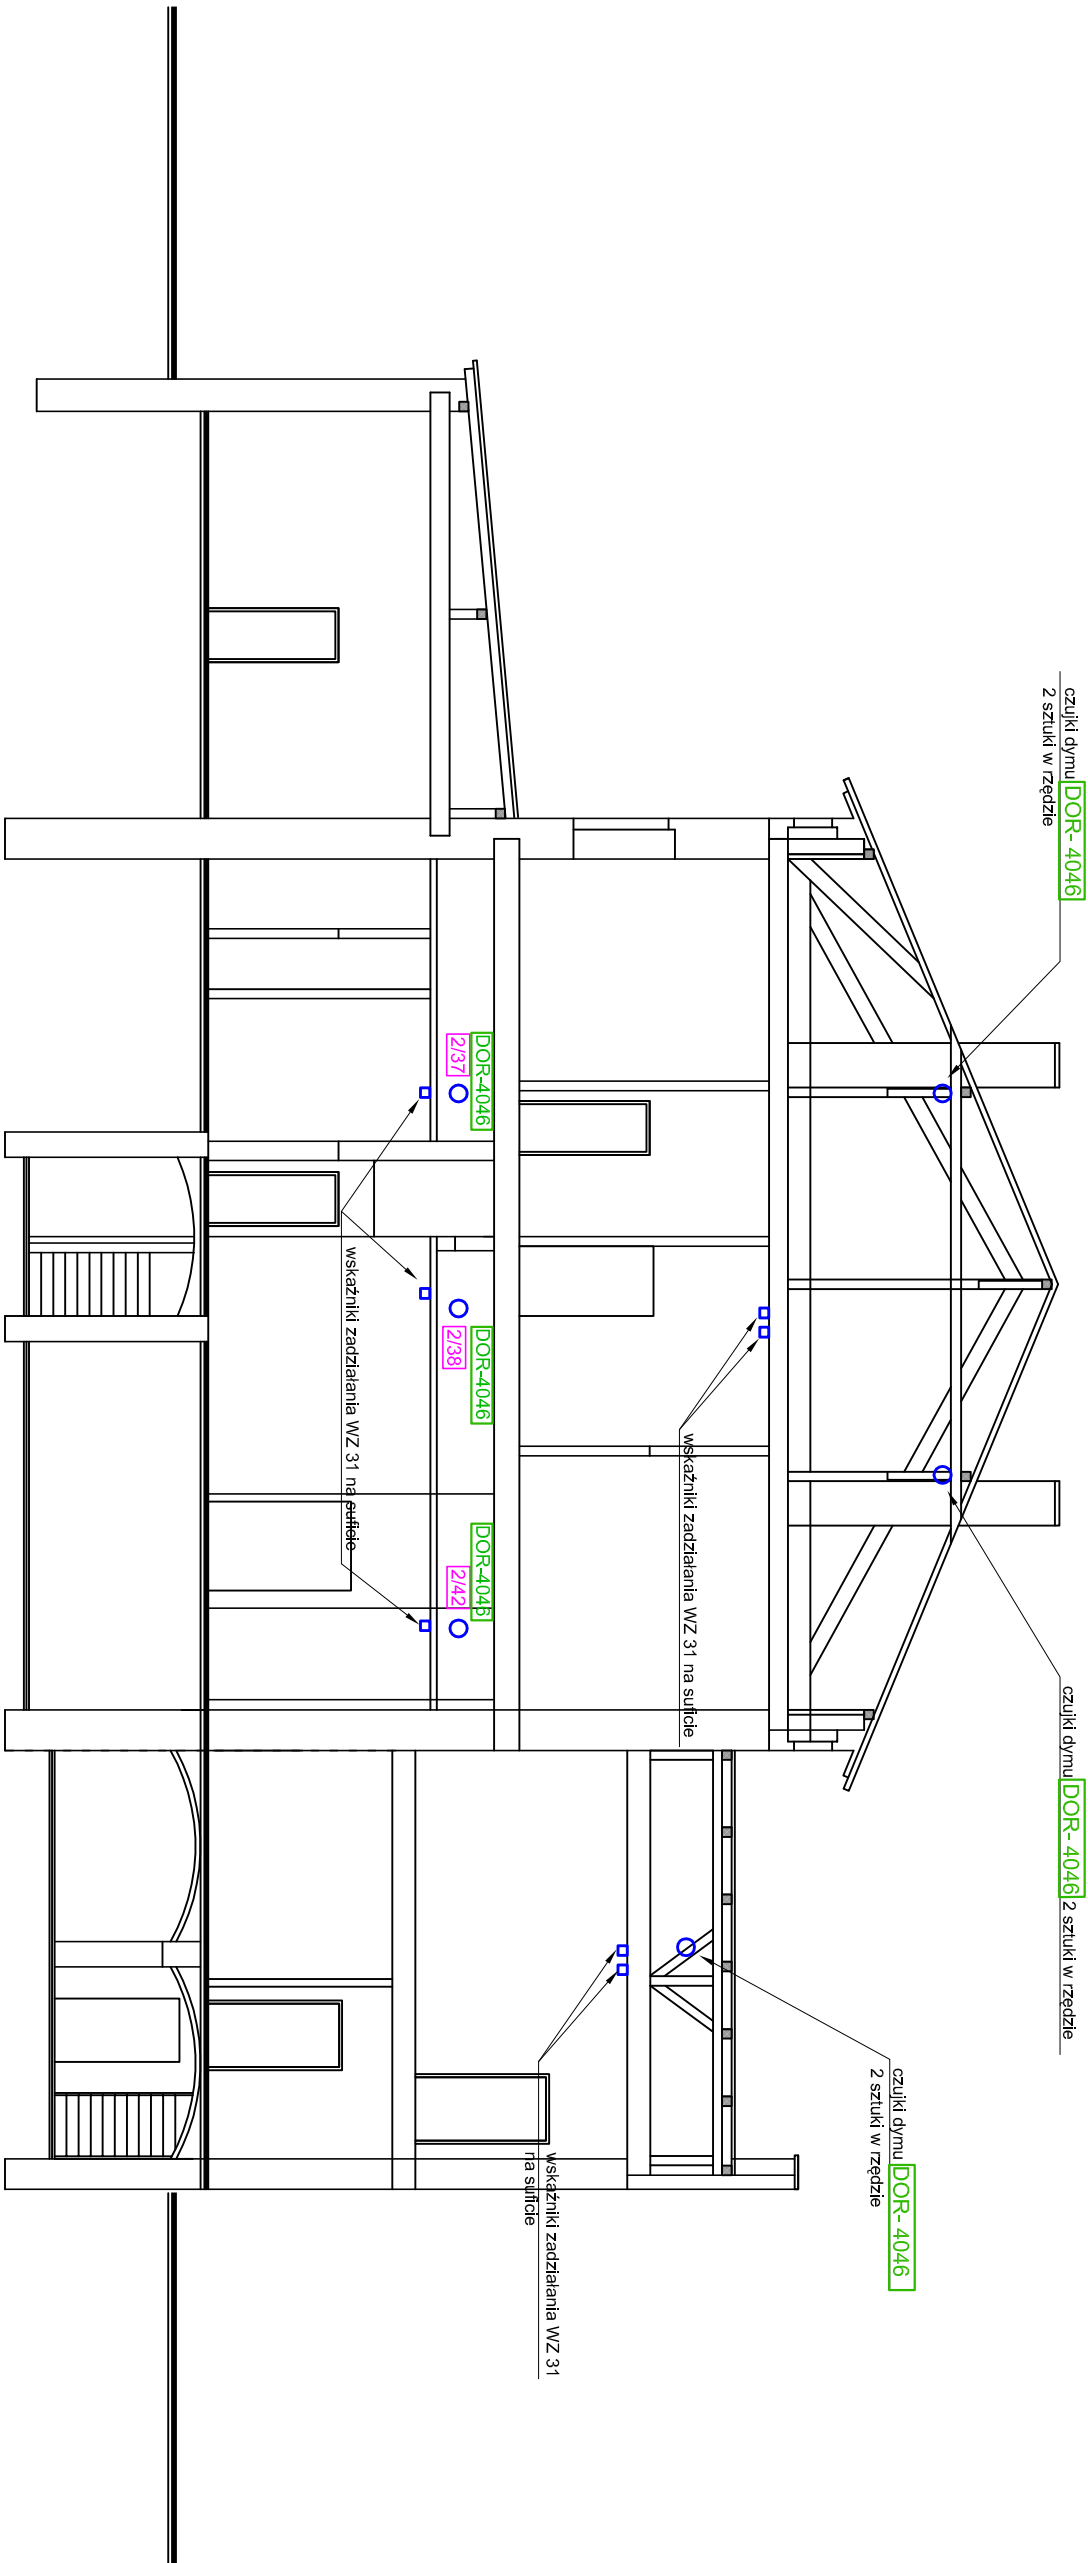 czujki dymu DOR- 4046
2 sztuki w rzędzie
czujki dymu DOR- 4046 2 sztuki w rzędzie
czujki dymu DOR- 4046
2 sztuki w rzędzie
wskaźniki zadziałania WZ 31 na suficie
DOR-4046
2/37
DOR-4046
2/38
DOR-4046
2/42
wskaźniki zadziałania WZ 31 na suficie
wskaźniki zadziałania WZ 31
na suficie